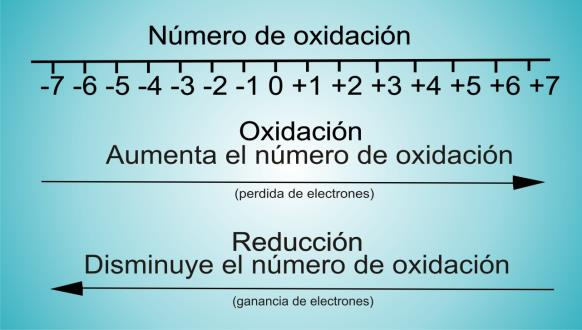 Número de oxidación
-7 -6 -5 -4 -3 -2 -1 0 +1 +2 +3 +4 +5 +6 +7
Oxidación
Aumenta el número de oxidación
(perdida de electrones)
Reducción
Disminuye el número de oxidación
(ganancia de electrones)